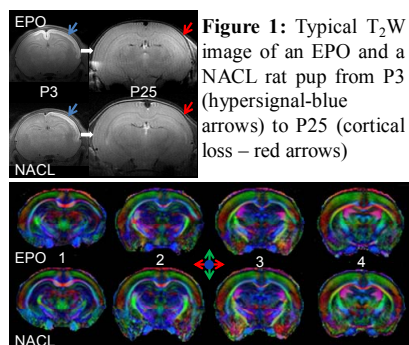 EPO
P3 P25
NACL
Figure 1: Typical T2W
image of an EPO and a
NACL rat pup from P3
(hypersignal-blue
arrows) to P25 (cortical
loss – red arrows)
EPO 1 2 3 4
NACL